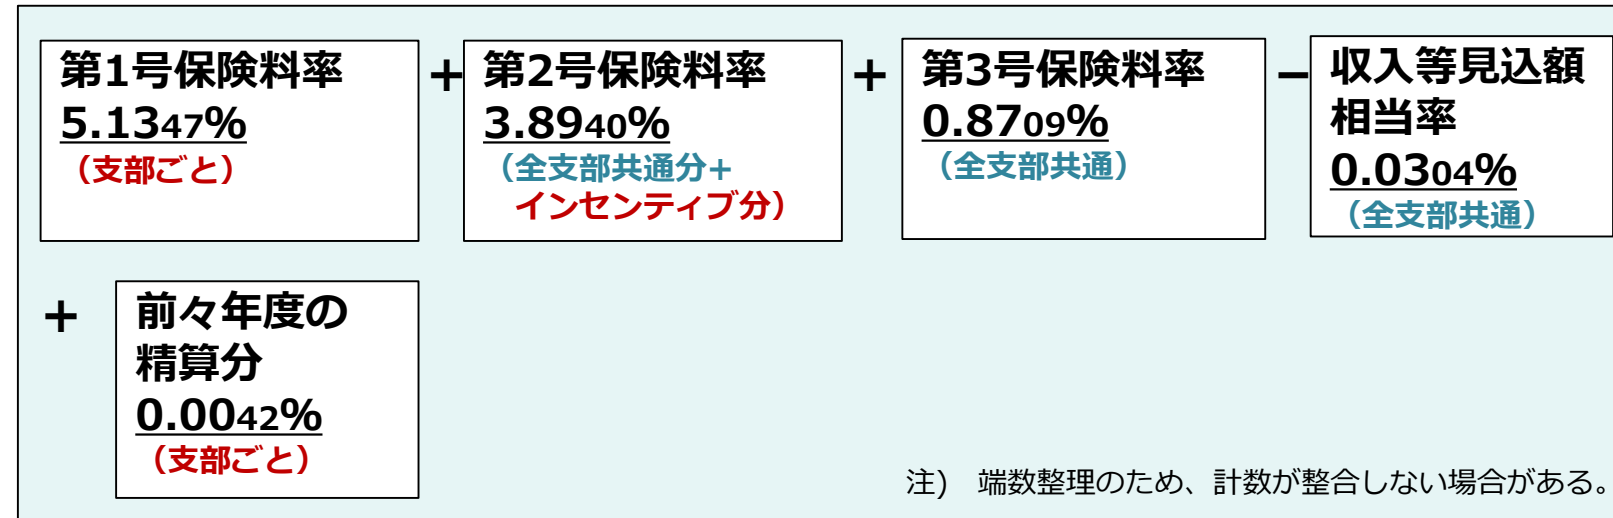 第1号保険料率
5.1347%
（支部ごと）
＋
第2号保険料率
3.8940%
（全支部共通分+
インセンティブ分）
＋
第3号保険料率
0.8709%
（全支部共通）
－
収入等見込額
相当率
0.0304%
（全支部共通）
＋
前々年度の
精算分
0.0042%
（支部ごと）
注)　端数整理のため、計数が整合しない場合がある。